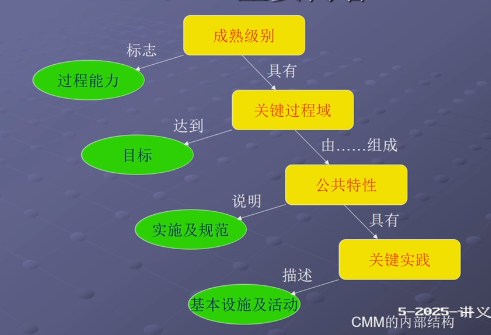 成熟级别
标志
具有
过程能力
关键过程域
达到
由……组成
目标
公共特性
说明
具有
实施及规范
关键实践
描述
基本设施及活动
5-2025-讲义
CMM的内部结构